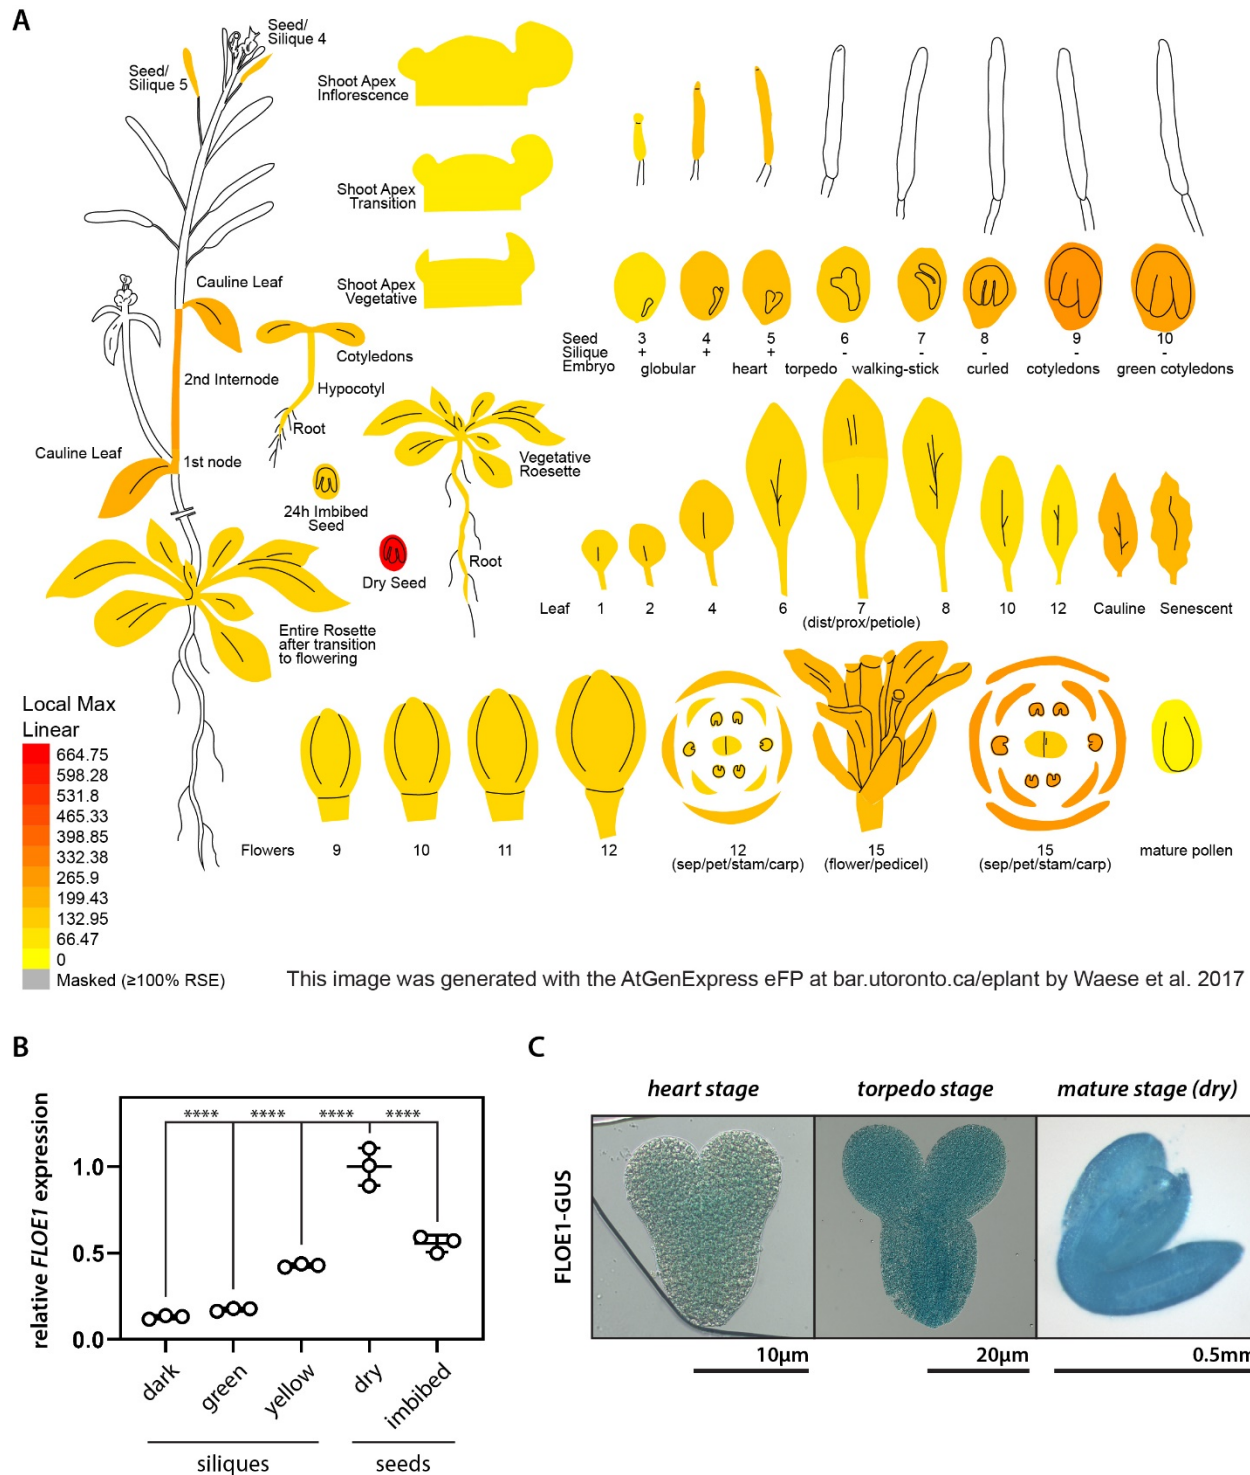 A
Seed/
Silique 4
Seed/
Silique 5
Shoot Apex
Inflorescence
Shoot Apex
Transition
Shoot Apex
Vegetative
Cauline Leaf
Cotyledons
2nd Internode
Hypocotyl
Root
Cauline Leaf
1st node
Vegetative
Roesette
24h Imbibed
Seed
Dry Seed
Root
Entire Rosette
after transition
to flowering
Seed 3 4 5 6 7 8 9 10
Silique + + + - - - - -
Embryo globular heart torpedo walking-stick curled cotyledons green cotyledons
Leaf 1 2 4 6 7 8 10 12 Cauline Senescent
(dist/prox/petiole)
Local Max
Linear
664.75
598.28
531.8
465.33
398.85
332.38
265.9
199.43
132.95
66.47
0
Masked (≥100% RSE)
Flowers 9 10 11 12 12 15 15 mature pollen
(sep/pet/stam/carp) (flower/pedicel) (sep/pet/stam/carp)
This image was generated with the AtGenExpress eFP at bar.utoronto.ca/eplant by Waese et al. 2017
B
relative FLOE1 expression
**** **** **** ****
1.0
0.5
0.0
dark green yellow dry imbibed
siliques seeds
C
heart stage torpedo stage mature stage (dry)
FLOE1-GUS
10µm 20µm 0.5mm